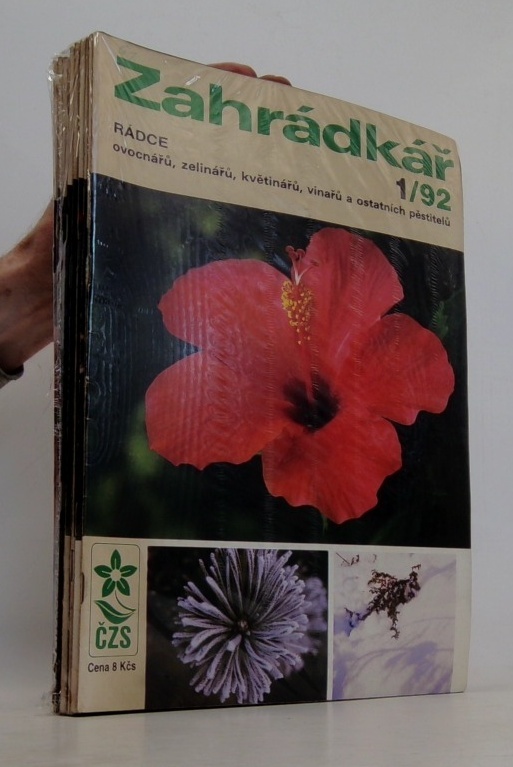 Zahrádkář
RÁDCE
1/92
ovocnářů, zelinářů, květinářů, vinařů a ostatních pěstitelů
ČZS
Cena 8 Kčs